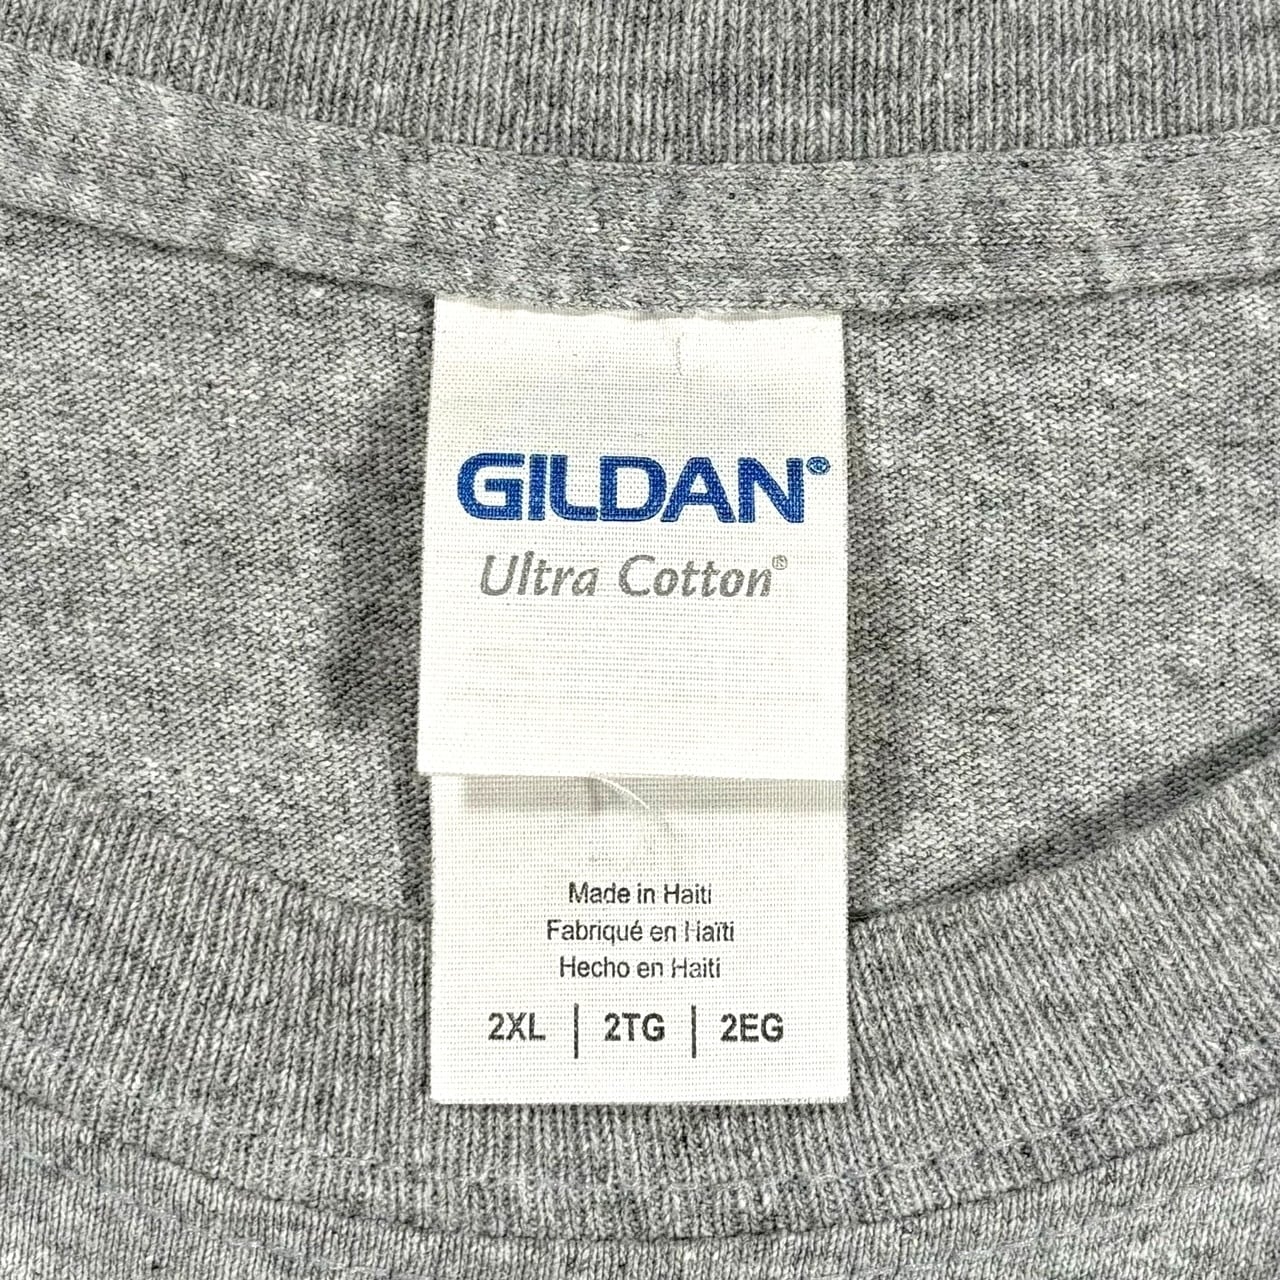 GILDAN®
Ultra Cotton®
Made in Haiti
Fabriqué en Haïti
Hecho en Haiti
2XL | 2TG | 2EG